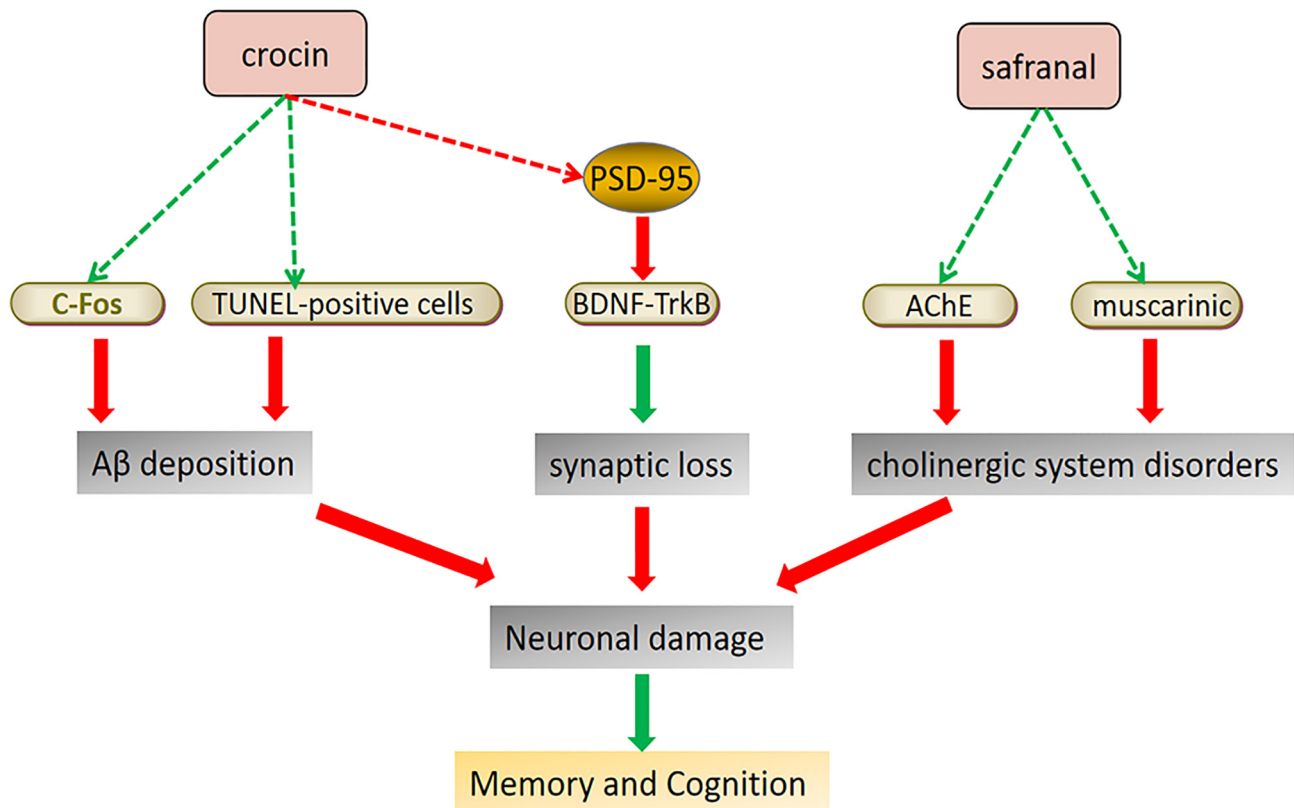 crocin
safranal
PSD-95
C-Fos
TUNEL-positive cells
BDNF-TrkB
AChE
muscarinic
Aβ deposition
synaptic loss
cholinergic system disorders
Neuronal damage
Memory and Cognition